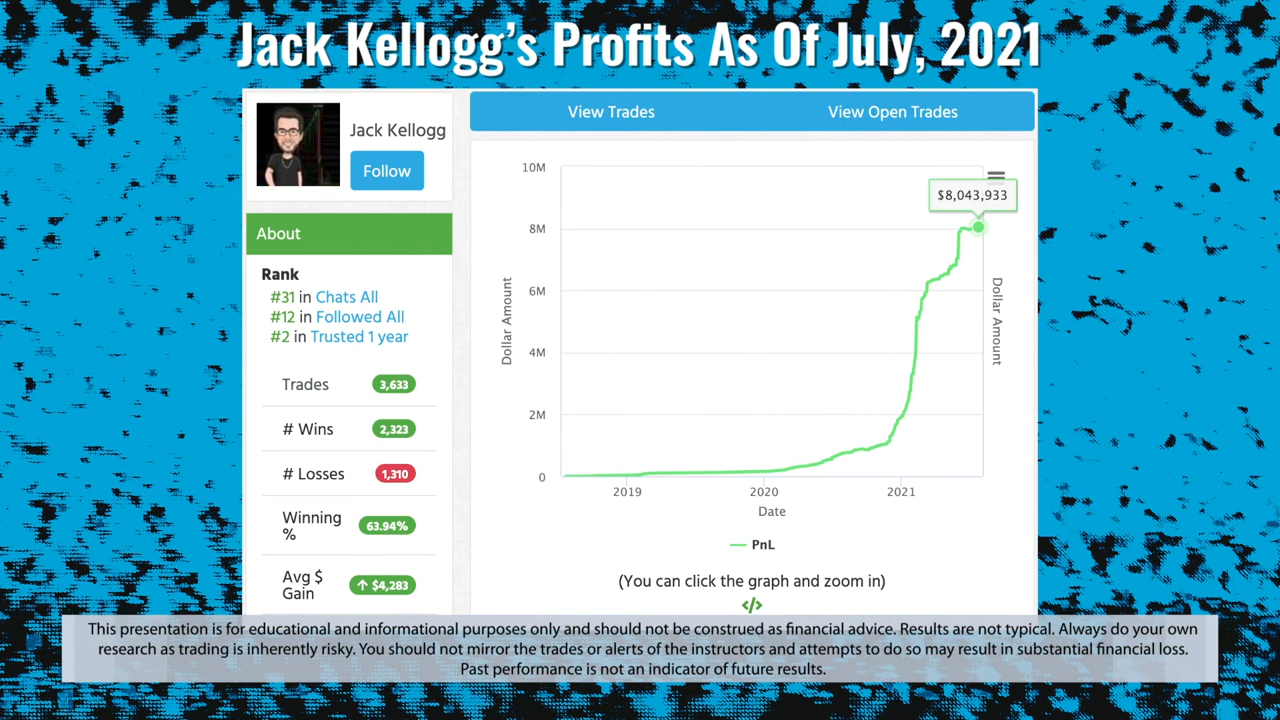 Jack Kellogg's Profits As Of July, 2021
Jack Kellogg
Follow
View Trades
View Open Trades
About
Rank
#31 in Chats All
#12 in Followed All
#2 in Trusted 1 year
Trades 3,633
# Wins 2,323
# Losses 1,310
Winning
% 63.94%
Avg $
Gain ↑ $4,283
10M
8M
6M
4M
2M
0
Dollar Amount
$8,043,933
Dollar Amount
2019
2020
2021
Date
PnL
(You can click the graph and zoom in)
</>
This presentation is for educational and informational purposes only and should not be construed as financial advice. Results are not typical. Always do your own
research as trading is inherently risky. You should not mirror the trades or alerts of the instructors and attempts to do so may result in substantial financial loss.
Past performance is not an indicator of future results.